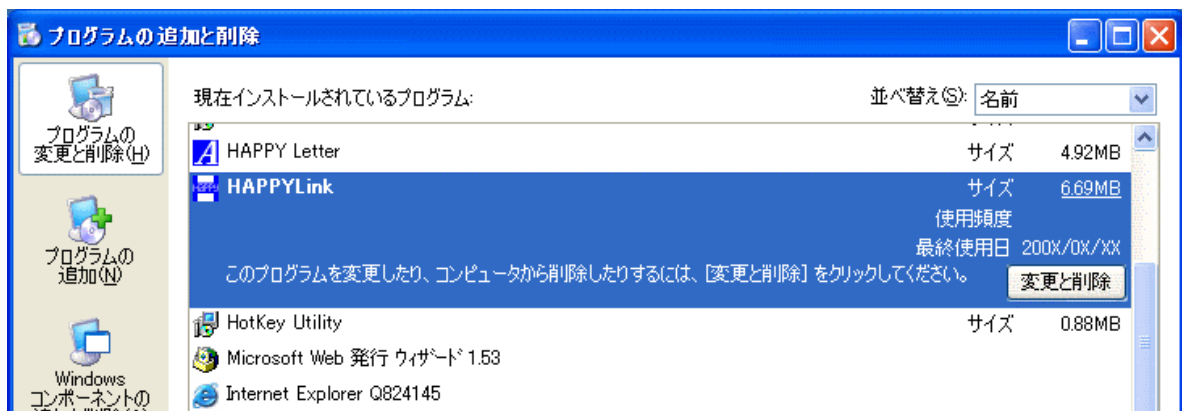 プログラムの追加と削除
プログラムの
変更と削除(H)
プログラムの
追加(N)
Windows
コンポーネントの
現在インストールされているプログラム:
並べ替え(S): 名前
HAPPY Letter サイズ 4.92MB
HAPPYLink サイズ 6.69MB
使用頻度
最終使用日 200X/0X/XX
このプログラムを変更したり、コンピュータから削除したりするには、[変更と削除] をクリックしてください。 変更と削除
HotKey Utility サイズ 0.88MB
Microsoft Web 発行 ウィザード 1.53
Internet Explorer Q824145